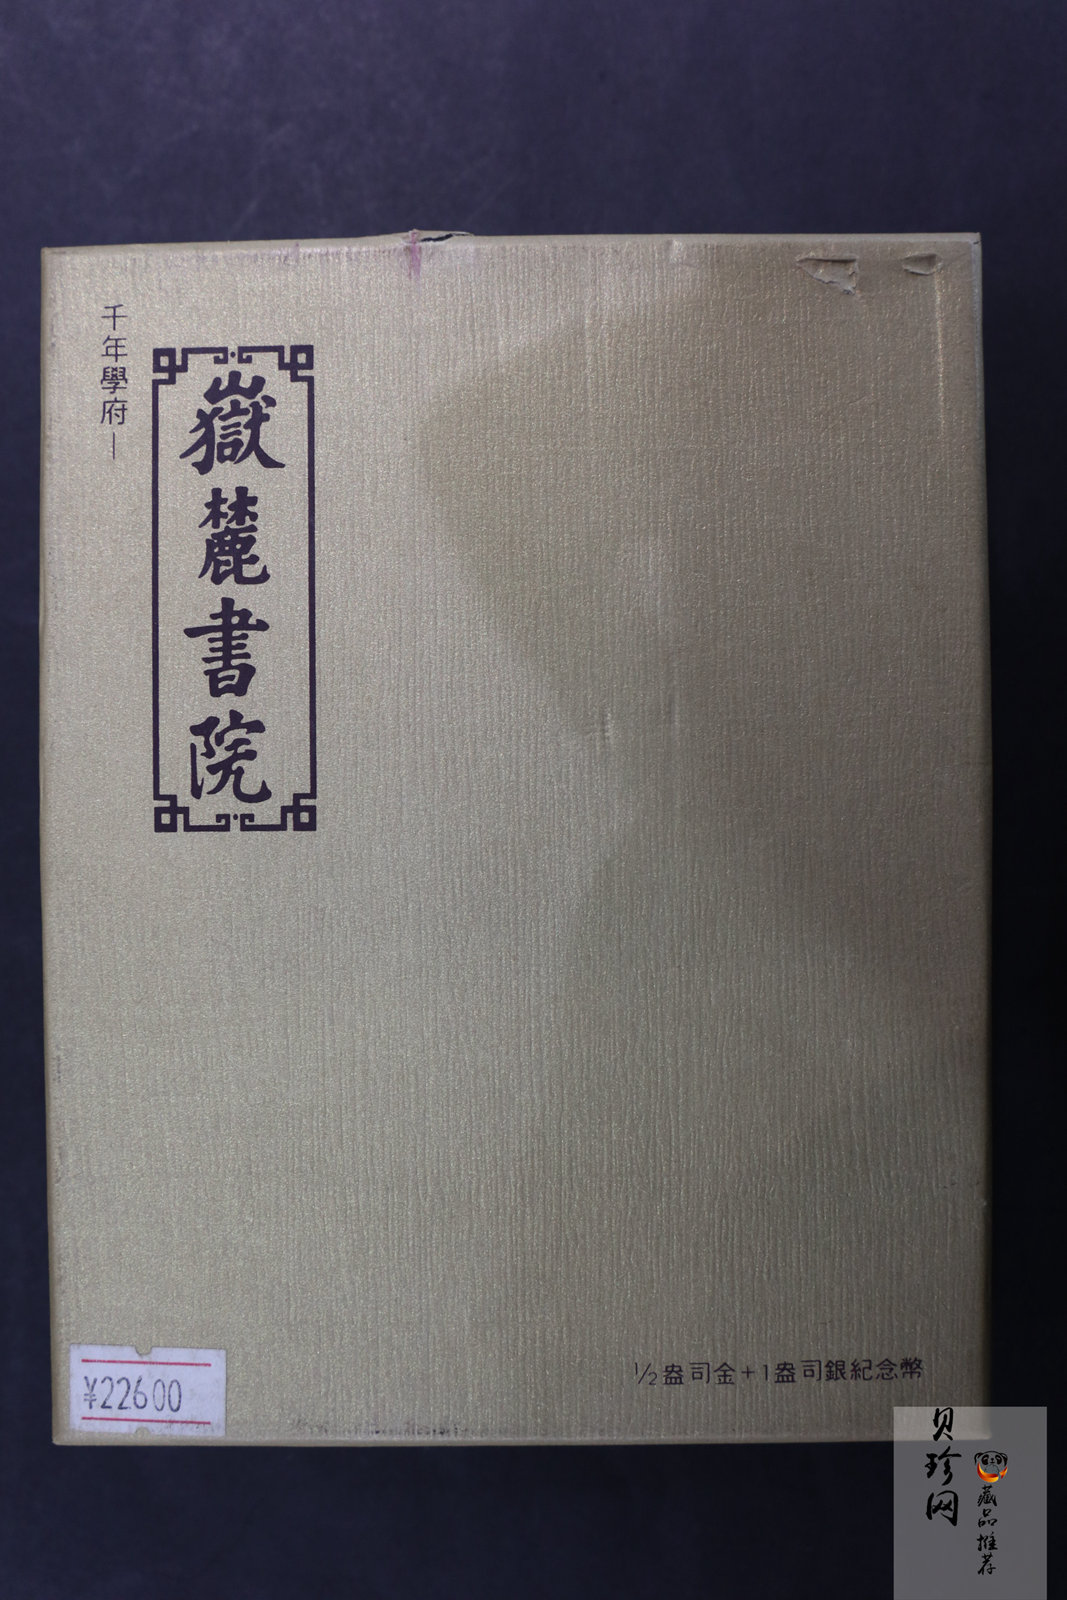 千年學府—
嶽麓書院
¥22600
½盎司金+1盎司銀紀念幣
贝珍网
藏品推荐